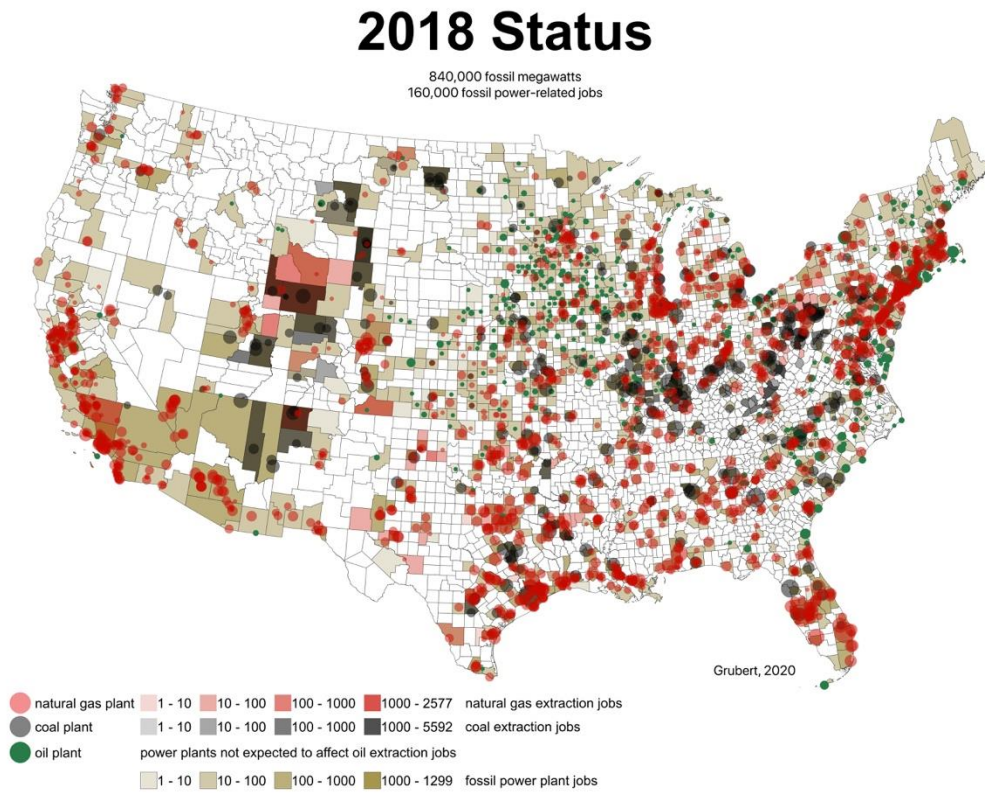 2018 Status
840,000 fossil megawatts
160,000 fossil power-related jobs
Grubert, 2020
natural gas plant 1 - 10 10 - 100 100 - 1000 1000 - 2577 natural gas extraction jobs
coal plant 1 - 10 10 - 100 100 - 1000 1000 - 5592 coal extraction jobs
oil plant power plants not expected to affect oil extraction jobs
1 - 10 10 - 100 100 - 1000 1000 - 1299 fossil power plant jobs